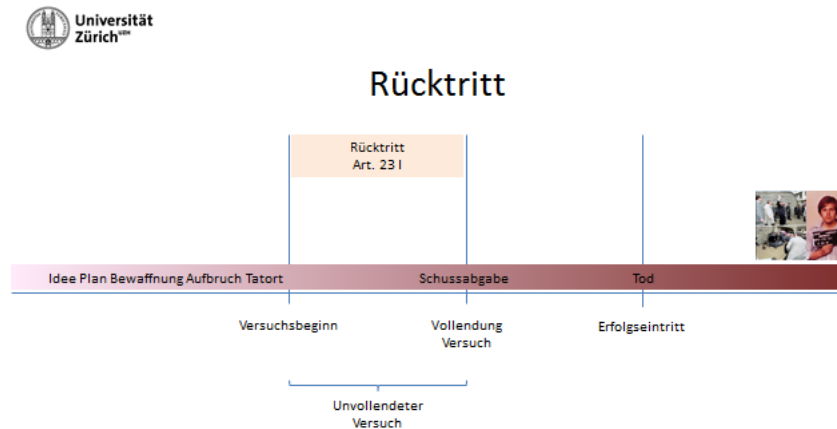 Universität
Zürich UZH
Rücktritt
Rücktritt
Art. 23 I
Idee Plan Bewaffnung Aufbruch Tatort
Schussabgabe
Tod
Versuchsbeginn
Vollendung
Versuch
Erfolgseintritt
Unvollendeter
Versuch